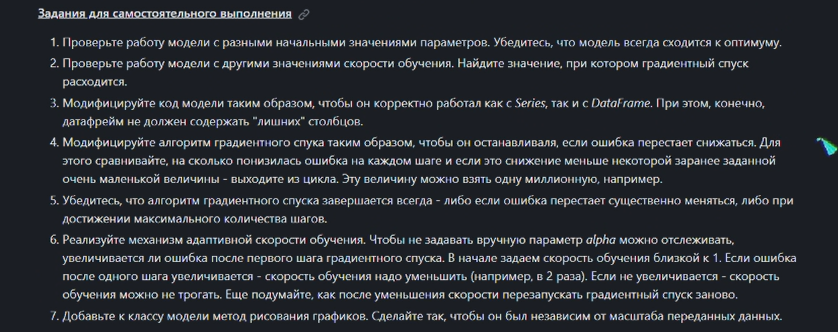 Задания для самостоятельного выполнения
1. Проверьте работу модели с разными начальными значениями параметров. Убедитесь, что модель всегда сходится к оптимуму.
2. Проверьте работу модели с другими значениями скорости обучения. Найдите значение, при котором градиентный спуск
расходится.
3. Модифицируйте код модели таким образом, чтобы он корректно работал как с Series, так и с DataFrame. При этом, конечно,
датафрейм не должен содержать "лишних" столбцов.
4. Модифицируйте алгоритм градиентного спука таким образом, чтобы он останавливаля, если ошибка перестает снижаться. Для
этого сравнивайте, на сколько понизилась ошибка на каждом шаге и если это снижение меньше некоторой заранее заданной
очень маленькой величины - выходите из цикла. Эту величину можно взять одну миллионную, например.
5. Убедитесь, что алгоритм градиентного спуска завершается всегда - либо если ошибка перестает существенно меняться, либо при
достижении максимального количества шагов.
6. Реализуйте механизм адаптивной скорости обучения. Чтобы не задавать вручную параметр alpha можно отслеживать,
увеличивается ли ошибка после первого шага градиентного спуска. В начале задаем скорость обучения близкой к 1. Если ошибка
после одного шага увеличивается - скорость обучения надо уменьшить (например, в 2 раза). Если не увеличивается - скорость
обучения можно не трогать. Еще подумайте, как после уменьшения скорости перезапускать градиентный спуск заново.
7. Добавьте к классу модели метод рисования графиков. Сделайте так, чтобы он был независим от масштаба переданных данных.